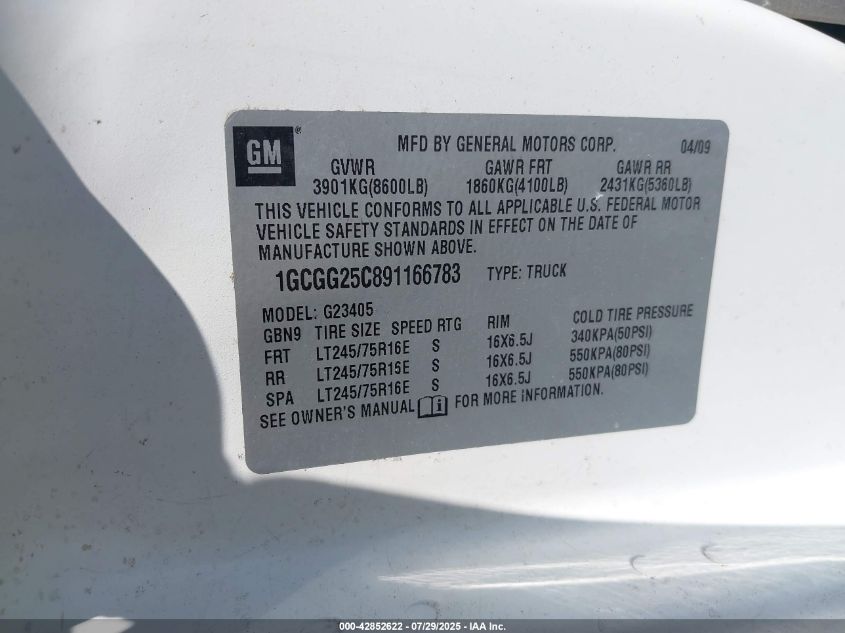 GM®
MFD BY GENERAL MOTORS CORP. 04/09
GVWR GAWR FRT GAWR RR
3901KG(8600LB) 1860KG(4100LB) 2431KG(5360LB)
THIS VEHICLE CONFORMS TO ALL APPLICABLE U.S. FEDERAL MOTOR
VEHICLE SAFETY STANDARDS IN EFFECT ON THE DATE OF
MANUFACTURE SHOWN ABOVE.
1GCGG25C891166783 TYPE: TRUCK
MODEL: G23405
GBN9 TIRE SIZE SPEED RTG RIM COLD TIRE PRESSURE
FRT LT245/75R16E S 16X6.5J 340KPA(50PSI)
RR LT245/75R16E S 16X6.5J 550KPA(80PSI)
SPA LT245/75R16E S 16X6.5J 550KPA(80PSI)
SEE OWNER'S MANUAL i FOR MORE INFORMATION.
000-42852622 - 07/29/2025 - IAA Inc.